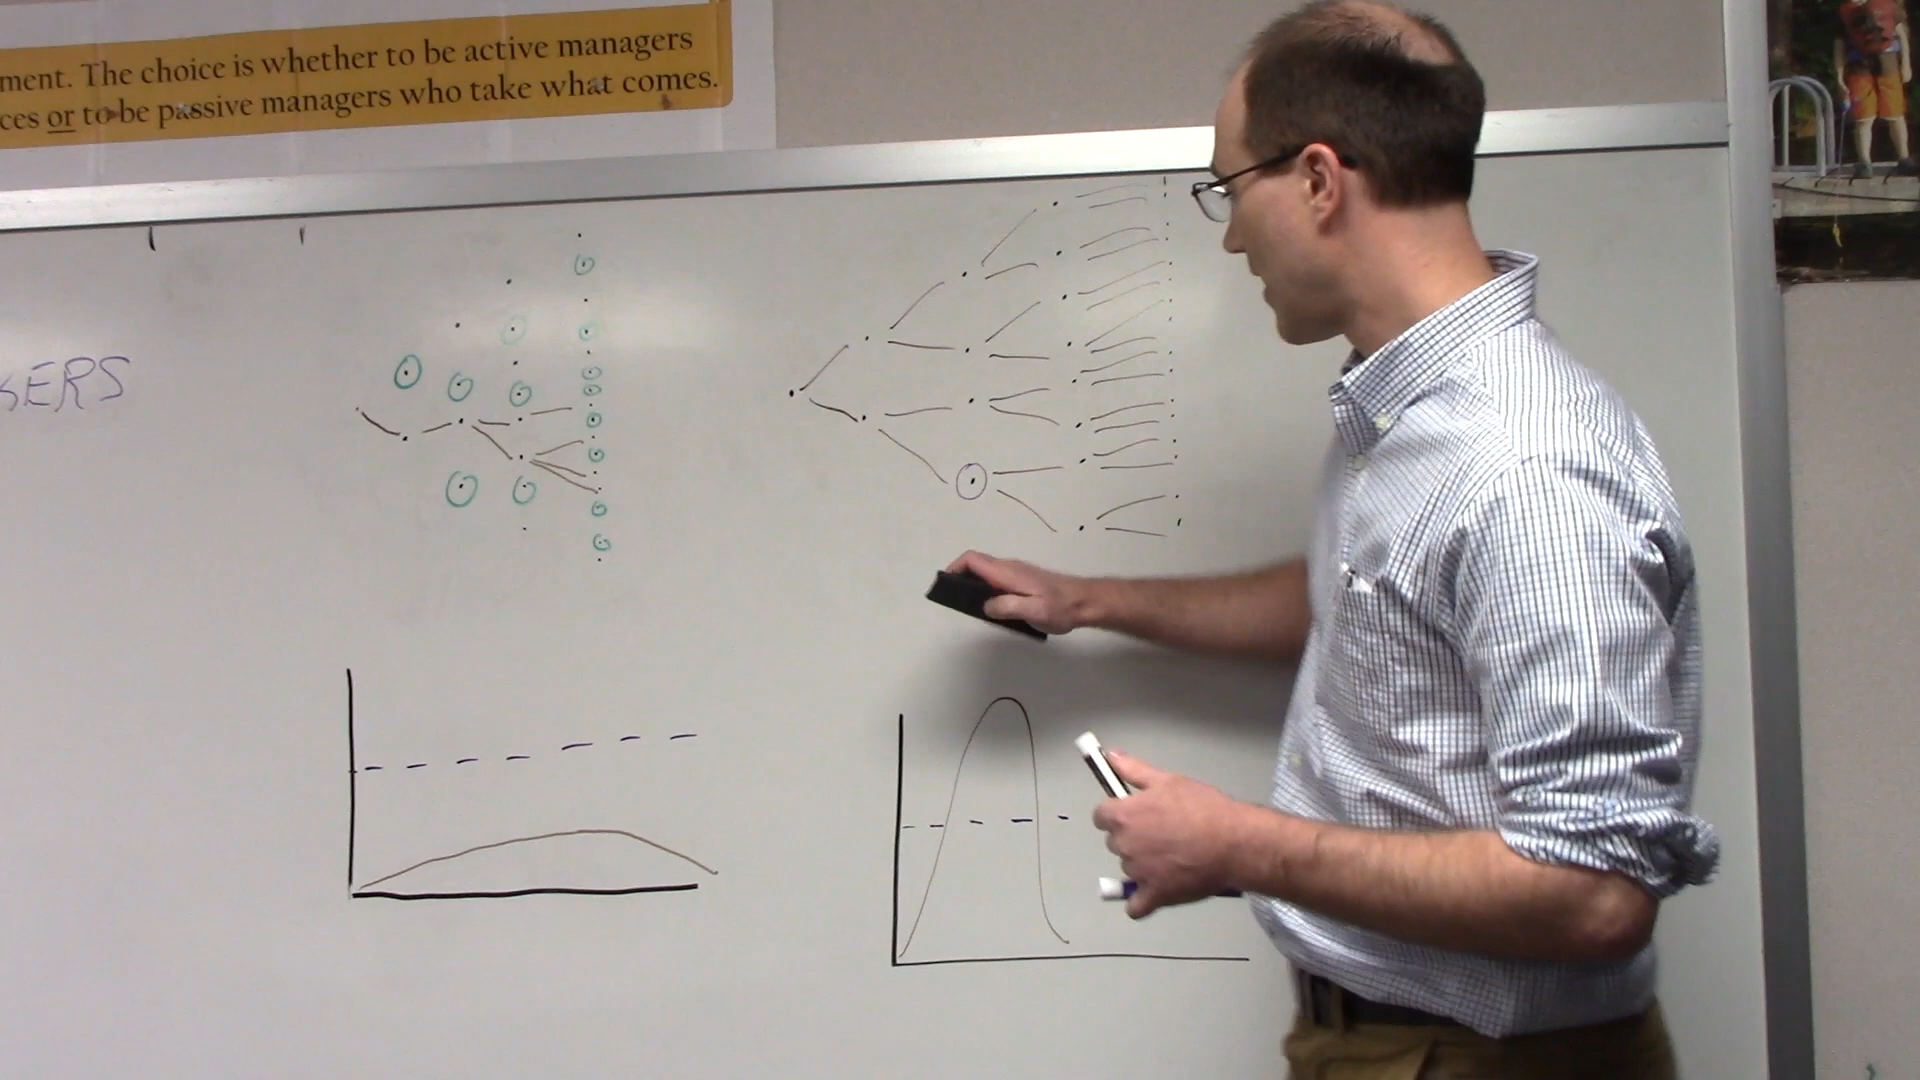 ment. The choice is whether to be active managers
ces or to be passive managers who take what comes.
GERS